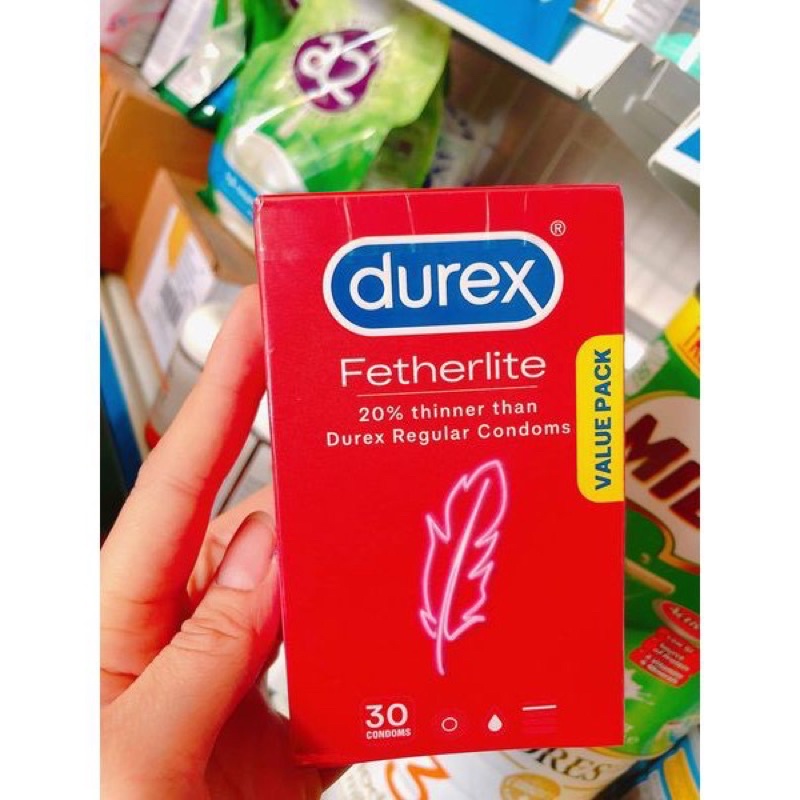 durex
®
Fetherlite
20% thinner than
Durex Regular Condoms
VALUE PACK
30
CONDOMS